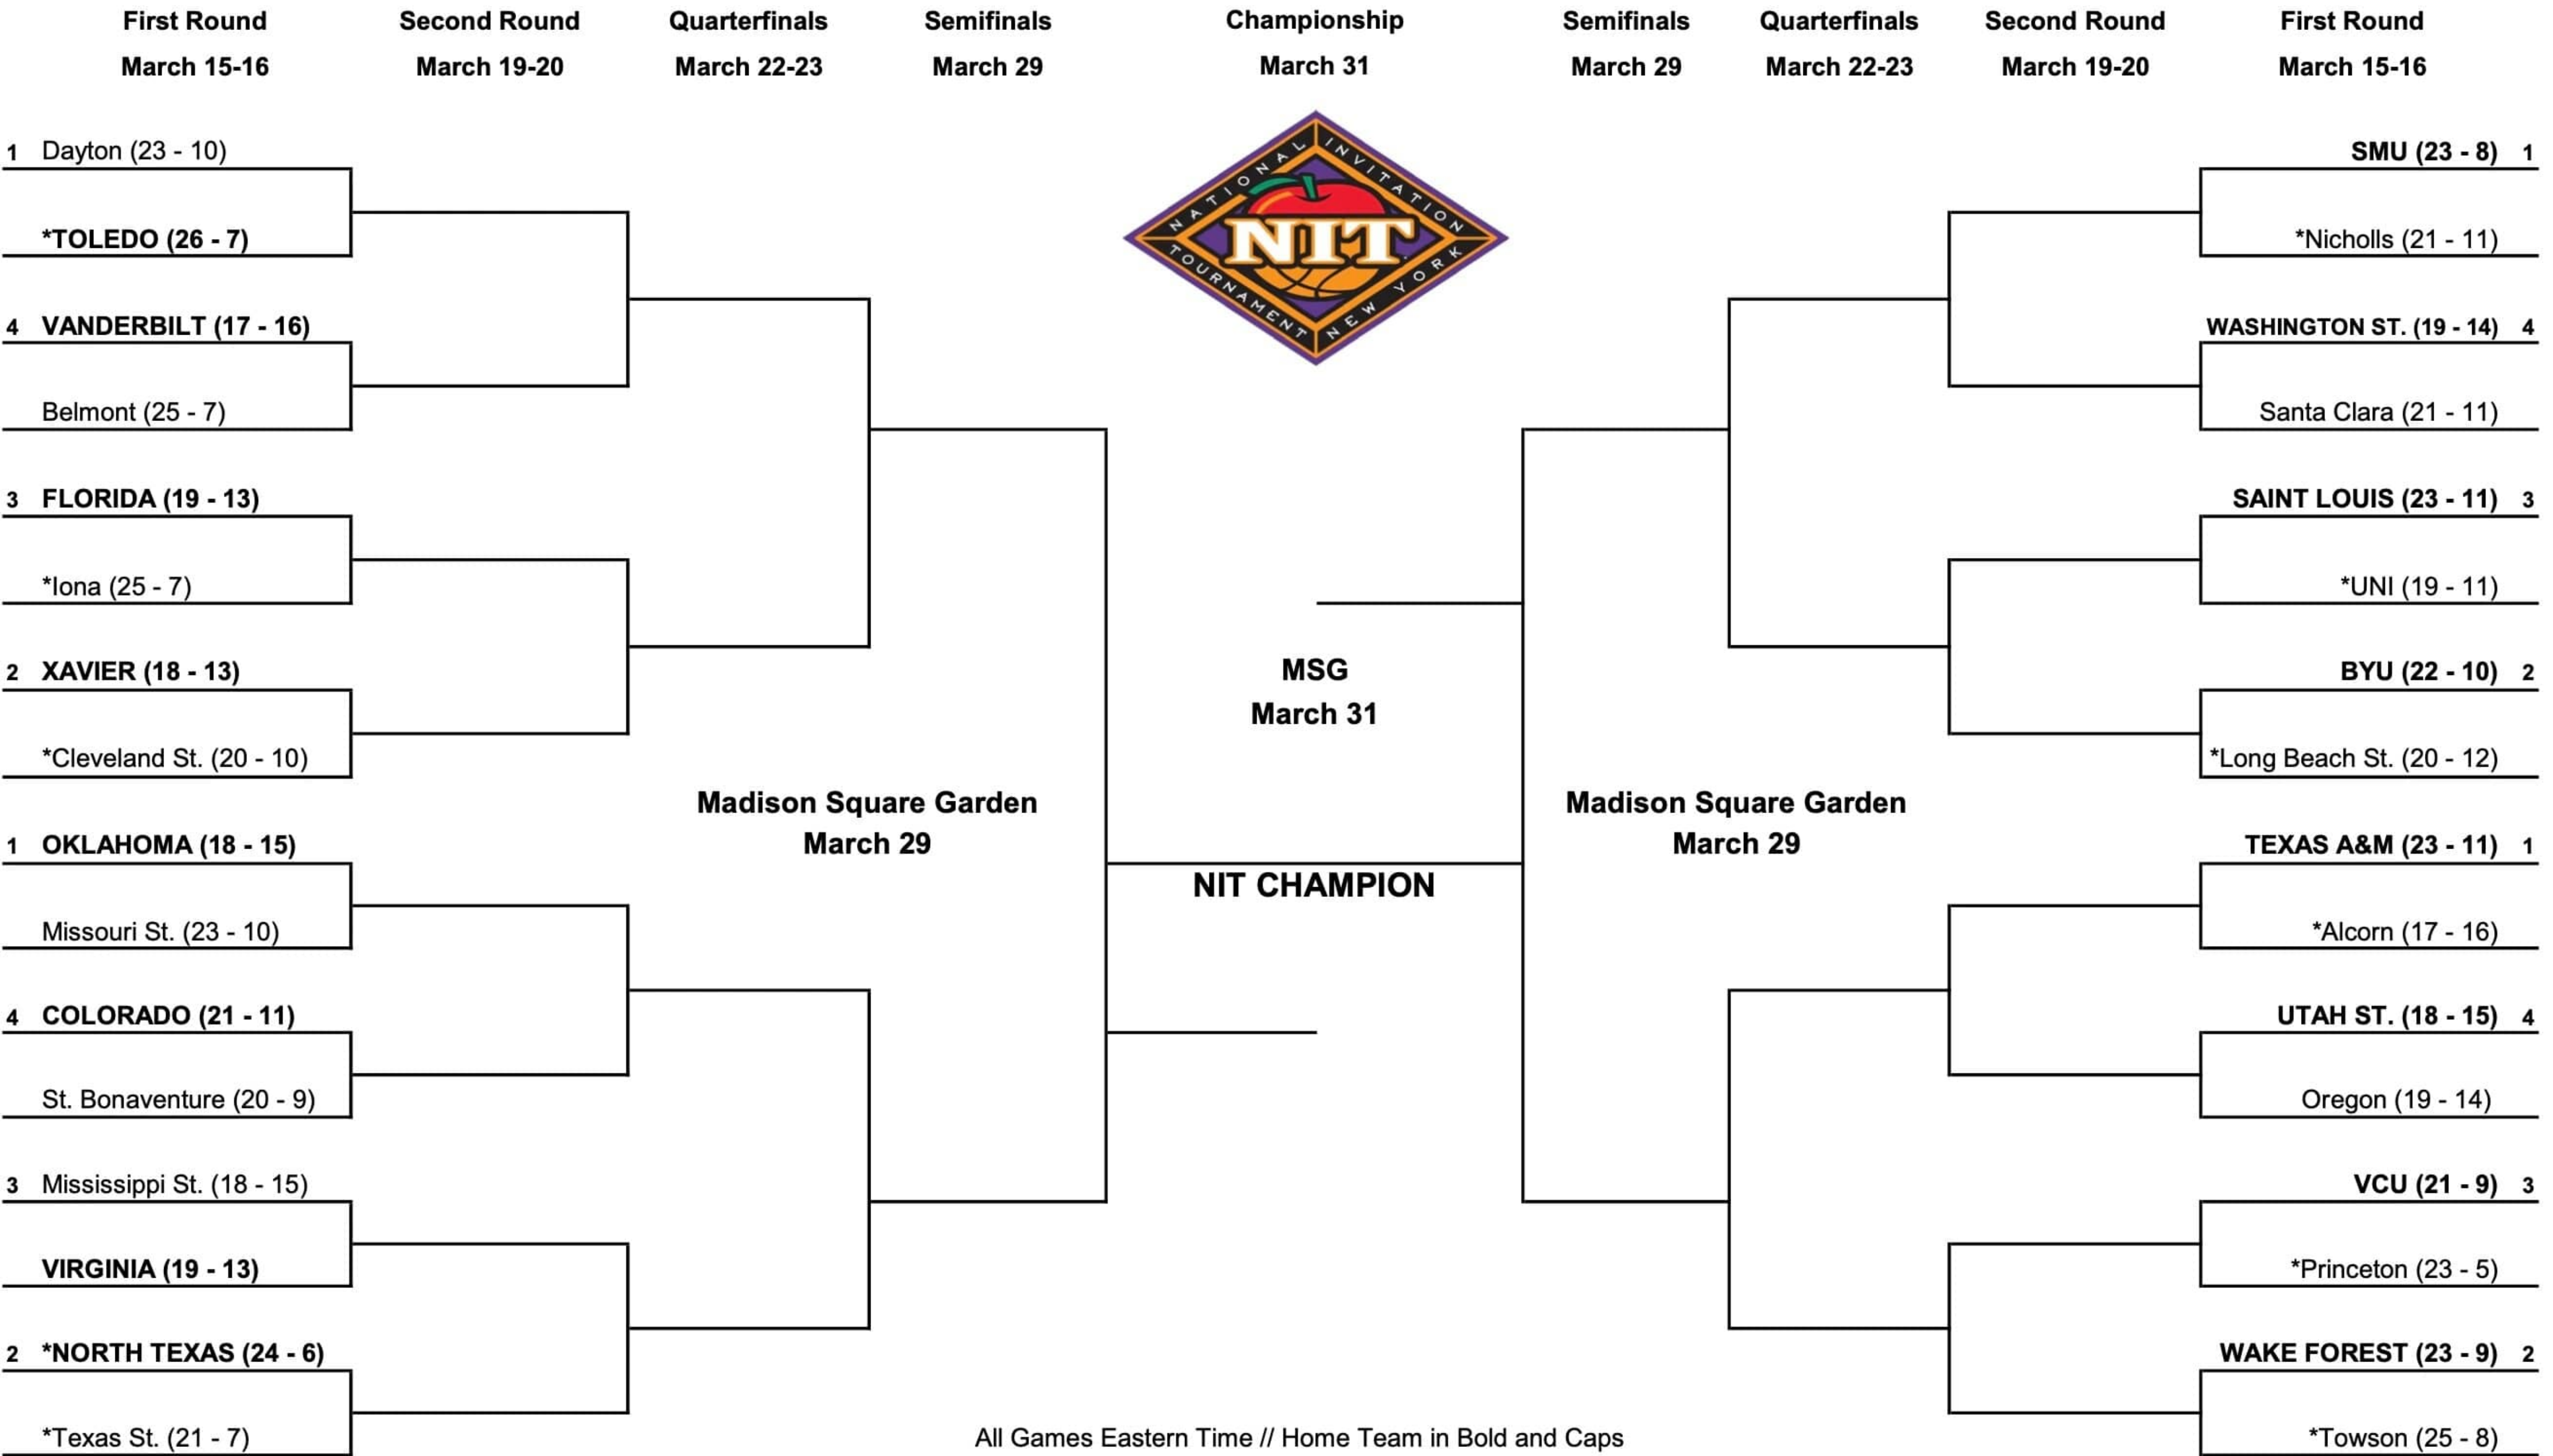 First Round Second Round Quarterfinals Semifinals Championship Semifinals Quarterfinals Second Round First Round
March 15-16 March 19-20 March 22-23 March 29 March 31 March 29 March 22-23 March 19-20 March 15-16
NATIONAL INVITATION
NIT
TOURNAMENT NEW YORK
1 Dayton (23 - 10)
*TOLEDO (26 - 7)
4 VANDERBILT (17 - 16)
Belmont (25 - 7)
3 FLORIDA (19 - 13)
*Iona (25 - 7)
2 XAVIER (18 - 13)
*Cleveland St. (20 - 10)
1 OKLAHOMA (18 - 15)
Missouri St. (23 - 10)
4 COLORADO (21 - 11)
St. Bonaventure (20 - 9)
3 Mississippi St. (18 - 15)
VIRGINIA (19 - 13)
2 *NORTH TEXAS (24 - 6)
*Texas St. (21 - 7)
Madison Square Garden
March 29
MSG
March 31
NIT CHAMPION
Madison Square Garden
March 29
SMU (23 - 8) 1
*Nicholls (21 - 11)
WASHINGTON ST. (19 - 14) 4
Santa Clara (21 - 11)
SAINT LOUIS (23 - 11) 3
*UNI (19 - 11)
BYU (22 - 10) 2
*Long Beach St. (20 - 12)
TEXAS A&M (23 - 11) 1
*Alcorn (17 - 16)
UTAH ST. (18 - 15) 4
Oregon (19 - 14)
VCU (21 - 9) 3
*Princeton (23 - 5)
WAKE FOREST (23 - 9) 2
*Towson (25 - 8)
All Games Eastern Time // Home Team in Bold and Caps